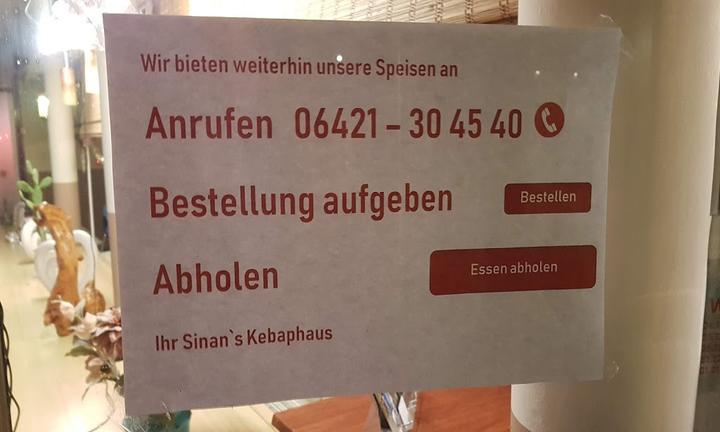 Wir bieten weiterhin unsere Speisen an
Anrufen 06421 - 30 45 40
Bestellung aufgeben Bestellen
Abholen Essen abholen
Ihr Sinan`s Kebaphaus